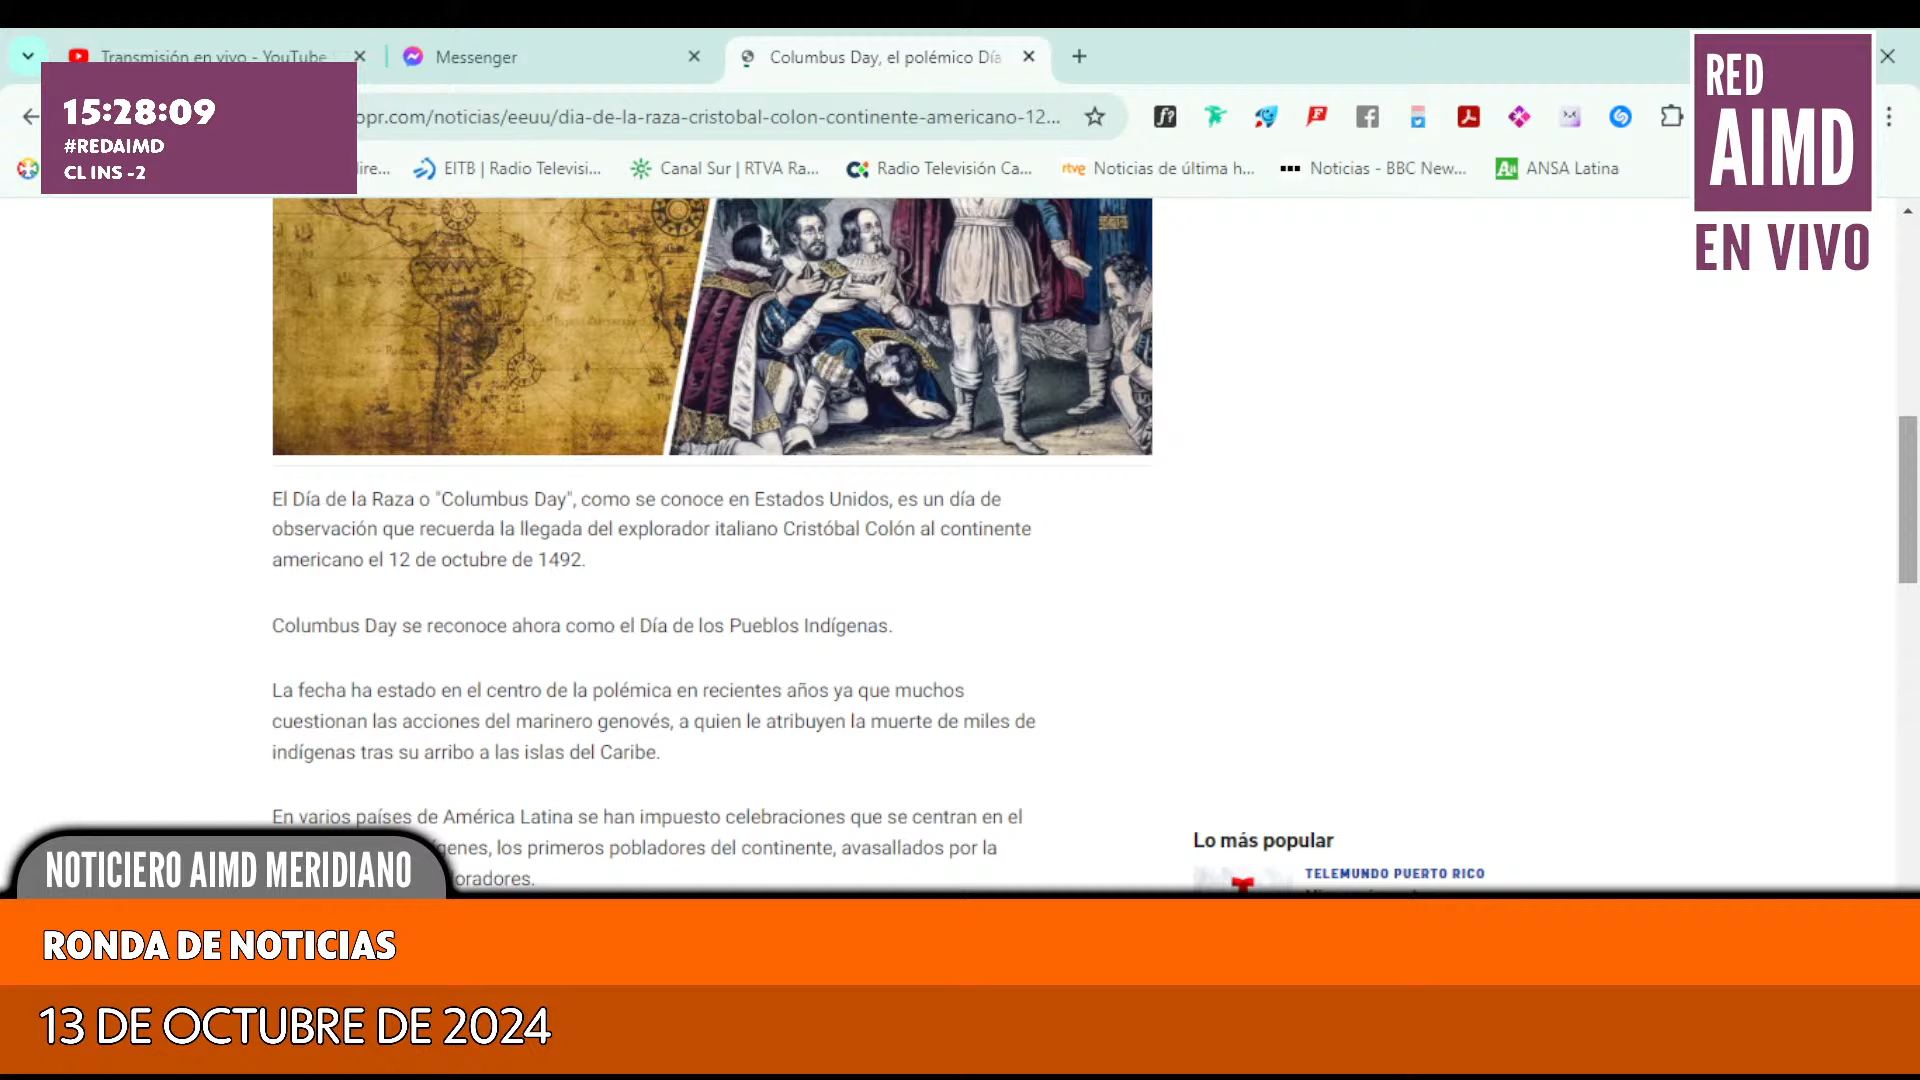 Transmisión en vivo - YouTube
Messenger
Columbus Day, el polémico Día
15:28:09
#REDAIMD
CL INS -2
opr.com/noticias/eeuu/dia-de-la-raza-cristobal-colon-continente-americano-12...
ire...
EITB | Radio Televisi...
Canal Sur | RTVA Ra...
Radio Televisión Ca...
rtve Noticias de última h...
Noticias - BBC New...
ANSA Latina
RED
AIMD
EN VIVO
El Día de la Raza o "Columbus Day", como se conoce en Estados Unidos, es un día de
observación que recuerda la llegada del explorador italiano Cristóbal Colón al continente
americano el 12 de octubre de 1492.
Columbus Day se reconoce ahora como el Día de los Pueblos Indígenas.
La fecha ha estado en el centro de la polémica en recientes años ya que muchos
cuestionan las acciones del marinero genovés, a quien le atribuyen la muerte de miles de
indígenas tras su arribo a las islas del Caribe.
En varios países de América Latina se han impuesto celebraciones que se centran en el
ígenes, los primeros pobladores del continente, avasallados por la
oradores.
Lo más popular
TELEMUNDO PUERTO RICO
NOTICIERO AIMD MERIDIANO
RONDA DE NOTICIAS
13 DE OCTUBRE DE 2024